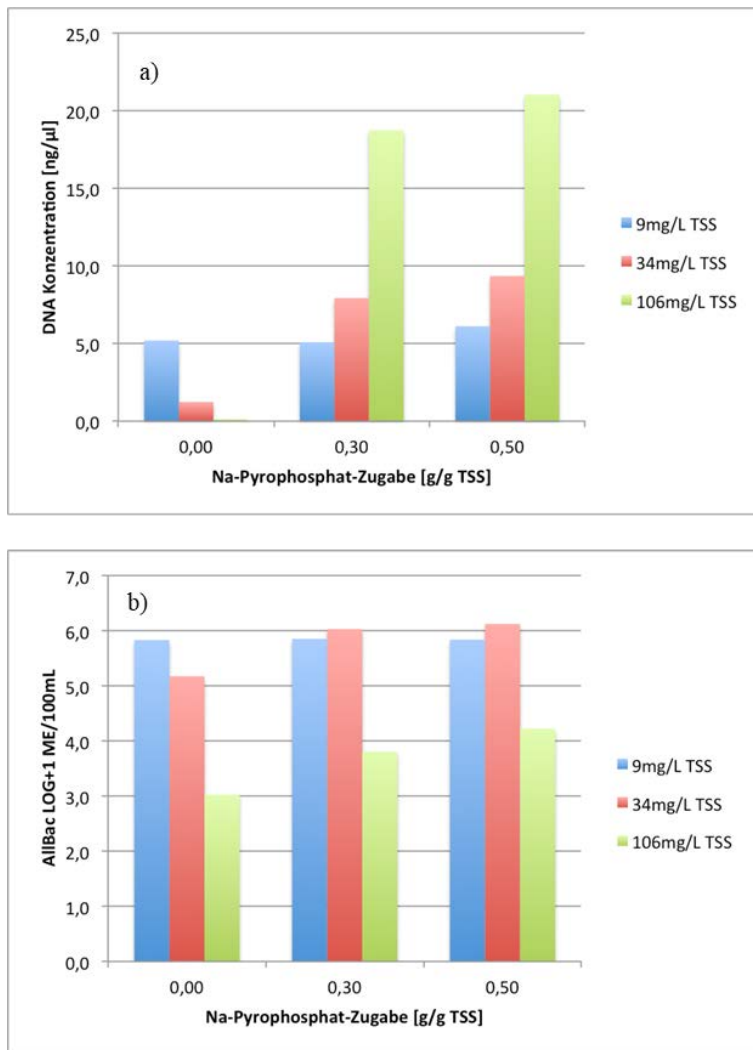 a)
DNA Konzentration [ng/µl]
25,0
20,0
15,0
10,0
5,0
0,0
0,00 0,30 0,50
Na-Pyrophosphat-Zugabe [g/g TSS]
9mg/L TSS
34mg/L TSS
106mg/L TSS
b)
AllBac LOG+1 ME/100mL
7,0
6,0
5,0
4,0
3,0
2,0
1,0
0,0
0,00 0,30 0,50
Na-Pyrophosphat-Zugabe [g/g TSS]
9mg/L TSS
34mg/L TSS
106mg/L TSS